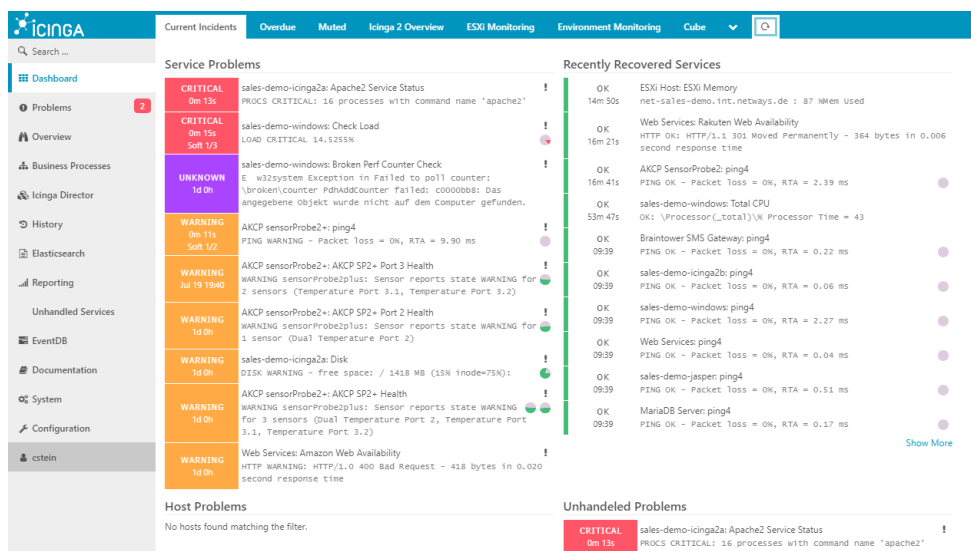 ICINGA
Search ...
Dashboard
Problems
2
Overview
Business Processes
Icinga Director
History
Elasticsearch
Reporting
Unhandled Services
EventDB
Documentation
System
Configuration
cstein
Current Incidents
Overdue
Muted
Icinga 2 Overview
ESXi Monitoring
Environment Monitoring
Cube
Service Problems
CRITICAL
0m 13s
sales-demo-icinga2a: Apache2 Service Status
PROCS CRITICAL: 16 processes with command name 'apache2'
CRITICAL
0m 15s
Soft 1/3
sales-demo-windows: Check Load
LOAD CRITICAL 14.5255%
UNKNOWN
1d 0h
sales-demo-windows: Broken Perf Counter Check
E w32system Exception in Failed to poll counter:
\broken\counter PdhAddCounter failed: c0000bb8: Das
angegebene Objekt wurde nicht auf dem Computer gefunden.
WARNING
0m 11s
Soft 1/2
AKCP sensorProbe2+: ping4
PING WARNING - Packet loss = 0%, RTA = 9.90 ms
WARNING
Jul 19 19:40
AKCP sensorProbe2+: AKCP SP2+ Port 3 Health
WARNING sensorProbe2plus: Sensor reports state WARNING for
2 sensors (Temperature Port 3.1, Temperature Port 3.2)
WARNING
1d 0h
AKCP sensorProbe2+: AKCP SP2+ Port 2 Health
WARNING sensorProbe2plus: Sensor reports state WARNING for
1 sensor (Dual Temperature Port 2)
WARNING
1d 0h
sales-demo-icinga2a: Disk
DISK WARNING - free space: / 1418 MB (15% inode=75%):
WARNING
1d 0h
AKCP sensorProbe2+: AKCP SP2+ Health
WARNING sensorProbe2plus: Sensor reports state WARNING
for 3 sensors (Dual Temperature Port 2, Temperature Port
3.1, Temperature Port 3.2)
WARNING
1d 0h
Web Services: Amazon Web Availability
HTTP WARNING: HTTP/1.0 400 Bad Request - 418 bytes in 0.020
second response time
Host Problems
No hosts found matching the filter.
Recently Recovered Services
OK
14m 50s
ESXi Host: ESXi Memory
net-sales-demo.int.netways.de : 87 %Mem Used
OK
16m 21s
Web Services: Rakuten Web Availability
HTTP OK: HTTP/1.1 301 Moved Permanently - 364 bytes in 0.006
second response time
OK
16m 41s
AKCP SensorProbe2: ping4
PING OK - Packet loss = 0%, RTA = 2.39 ms
OK
53m 47s
sales-demo-windows: Total CPU
OK: \Processor(_total)\% Processor Time = 43
OK
09:39
Braintower SMS Gateway: ping4
PING OK - Packet loss = 0%, RTA = 0.22 ms
OK
09:39
sales-demo-icinga2b: ping4
PING OK - Packet loss = 0%, RTA = 0.06 ms
OK
09:39
sales-demo-windows: ping4
PING OK - Packet loss = 0%, RTA = 2.27 ms
OK
09:39
Web Services: ping4
PING OK - Packet loss = 0%, RTA = 0.04 ms
OK
09:39
sales-demo-jasper: ping4
PING OK - Packet loss = 0%, RTA = 0.51 ms
OK
09:39
MariaDB Server: ping4
PING OK - Packet loss = 0%, RTA = 0.17 ms
Show More
Unhandeled Problems
CRITICAL
0m 13s
sales-demo-icinga2a: Apache2 Service Status
PROCS CRITICAL: 16 processes with command name 'apache2'